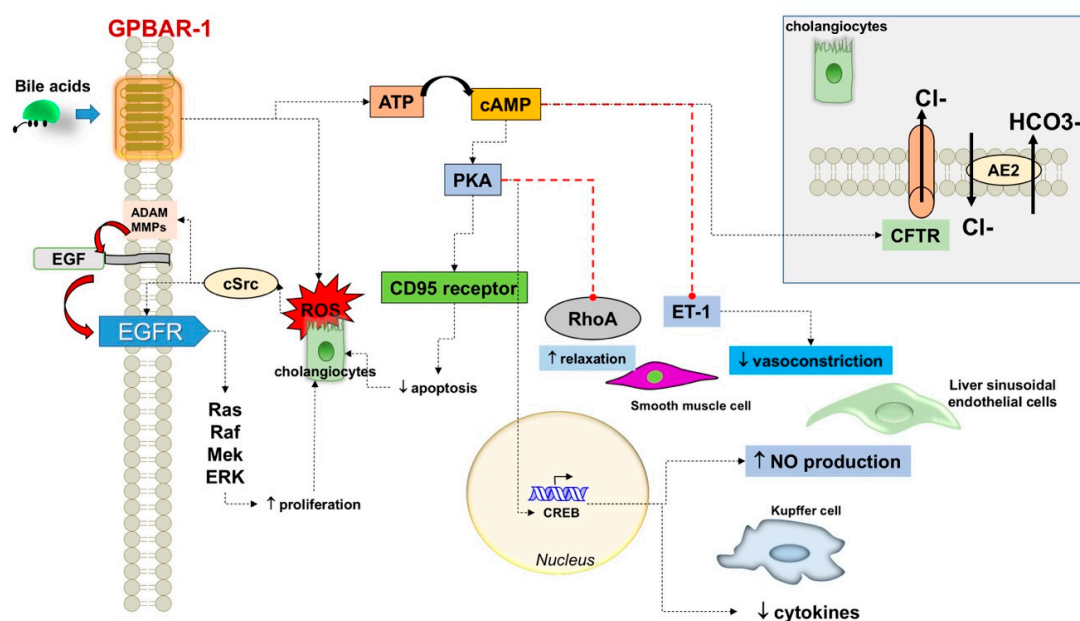 GPBAR-1
Bile acids
ATP
cAMP
PKA
ADAM
MMPs
EGF
cSrc
EGFR
ROS
cholangiocytes
CD95 receptor
↓ apoptosis
Ras
Raf
Mek
ERK
↑ proliferation
RhoA
↑ relaxation
Smooth muscle cell
ET-1
↓ vasoconstriction
Liver sinusoidal
endothelial cells
CREB
Nucleus
↑ NO production
Kupffer cell
↓ cytokines
cholangiocytes
Cl-
HCO3-
AE2
Cl-
CFTR